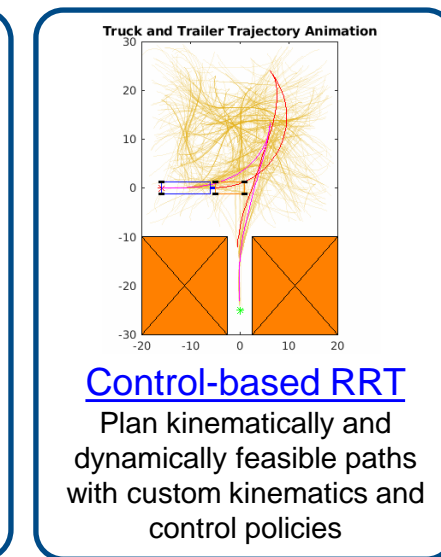 Truck and Trailer Trajectory Animation
30
20
10
0
-10
-20
-30
-20 -10 0 10 20
Control-based RRT
Plan kinematically and
dynamically feasible paths
with custom kinematics and
control policies